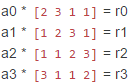 a0 * [2 3 1 1] = r0
a1 * [1 2 3 1] = r1
a2 * [1 1 2 3] = r2
a3 * [3 1 1 2] = r3